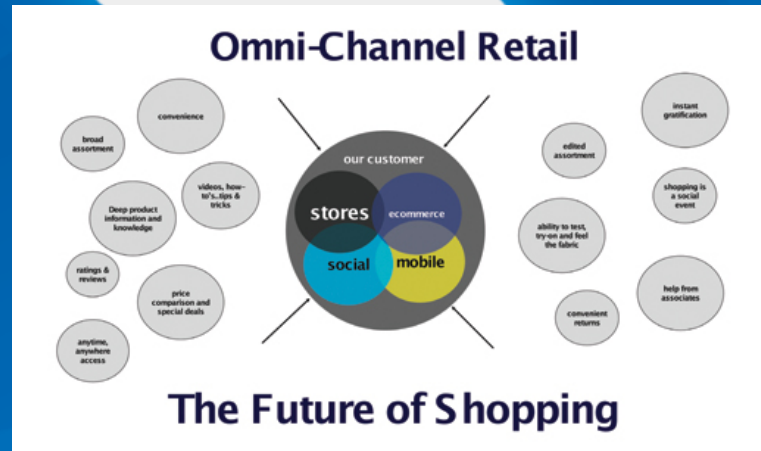 Omni-Channel Retail
convenience
broad
assortment
videos, how-
to's..tips &
tricks
Deep product
information and
knowledge
ratings &
reviews
price
comparison and
special deals
anytime,
anywhere
access
our customer
stores
ecommerce
social
mobile
instant
gratification
edited
assortment
shopping is
a social
event
ability to test,
try-on and feel
the fabric
help from
associates
convenient
returns
The Future of Shopping